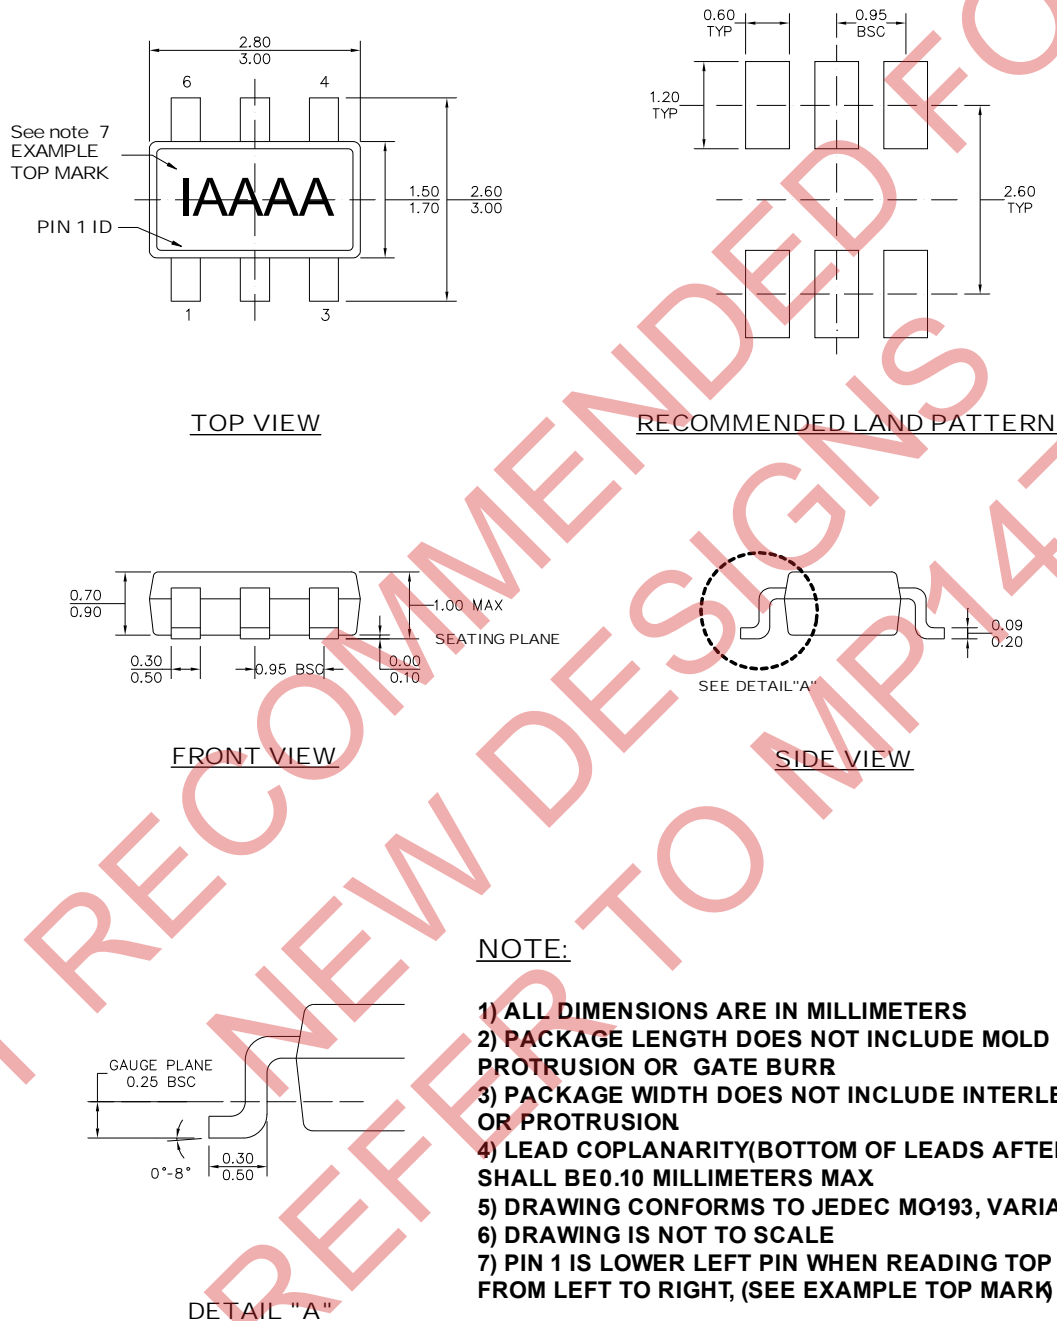 2.80
3.00
6
4
See note 7
EXAMPLE
TOP MARK
IAAAA
PIN 1 ID
1.50
1.70
2.60
3.00
1
3
TOP VIEW
0.60
TYP
0.95
BSC
1.20
TYP
2.60
TYP
RECOMMENDED LAND PATTERN
0.70
0.90
1.00 MAX
SEATING PLANE
0.30
0.50
0.95 BSC
0.00
0.10
FRONT VIEW
0.09
0.20
SEE DETAIL"A"
SIDE VIEW
GAUGE PLANE
0.25 BSC
0°-8°
0.30
0.50
DETAIL "A"
NOTE:
1) ALL DIMENSIONS ARE IN MILLIMETERS
2) PACKAGE LENGTH DOES NOT INCLUDE MOLD
PROTRUSION OR GATE BURR
3) PACKAGE WIDTH DOES NOT INCLUDE INTERLE
OR PROTRUSION.
4) LEAD COPLANARITY(BOTTOM OF LEADS AFTE
SHALL BE0.10 MILLIMETERS MAX
5) DRAWING CONFORMS TO JEDEC MO-193, VARIA
6) DRAWING IS NOT TO SCALE
7) PIN 1 IS LOWER LEFT PIN WHEN READING TOP
FROM LEFT TO RIGHT, (SEE EXAMPLE TOP MARK)
T RECOMMENDED FO
NEW DESIGNS
REFER TO MP147